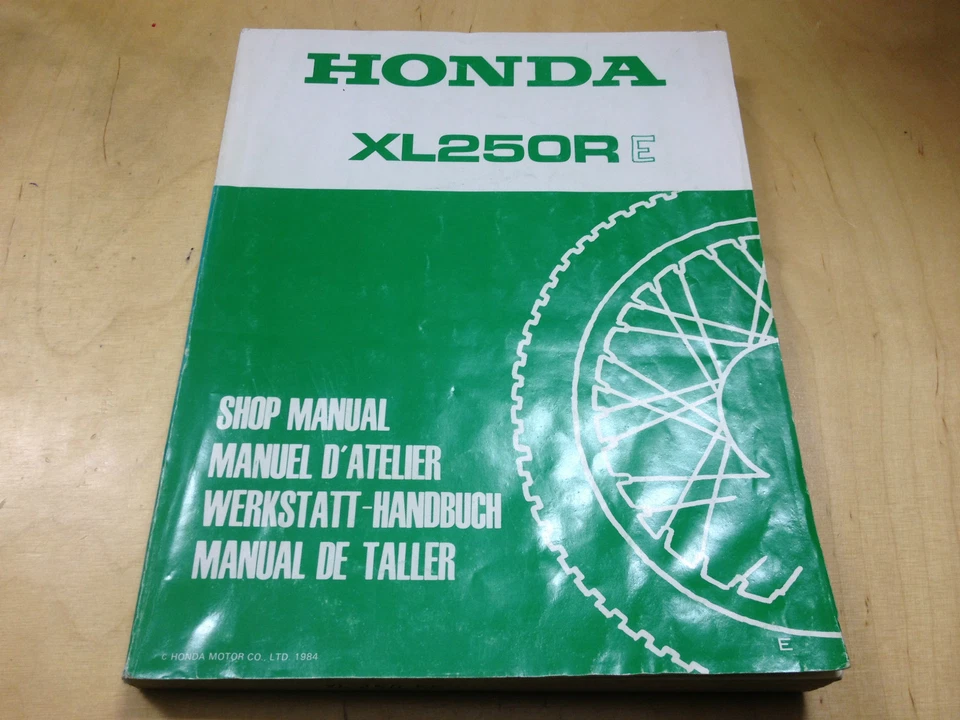 HONDA
XL250R E
SHOP MANUAL
MANUEL D'ATELIER
WERKSTATT-HANDBUCH
MANUAL DE TALLER
© HONDA MOTOR CO., LTD. 1984
E